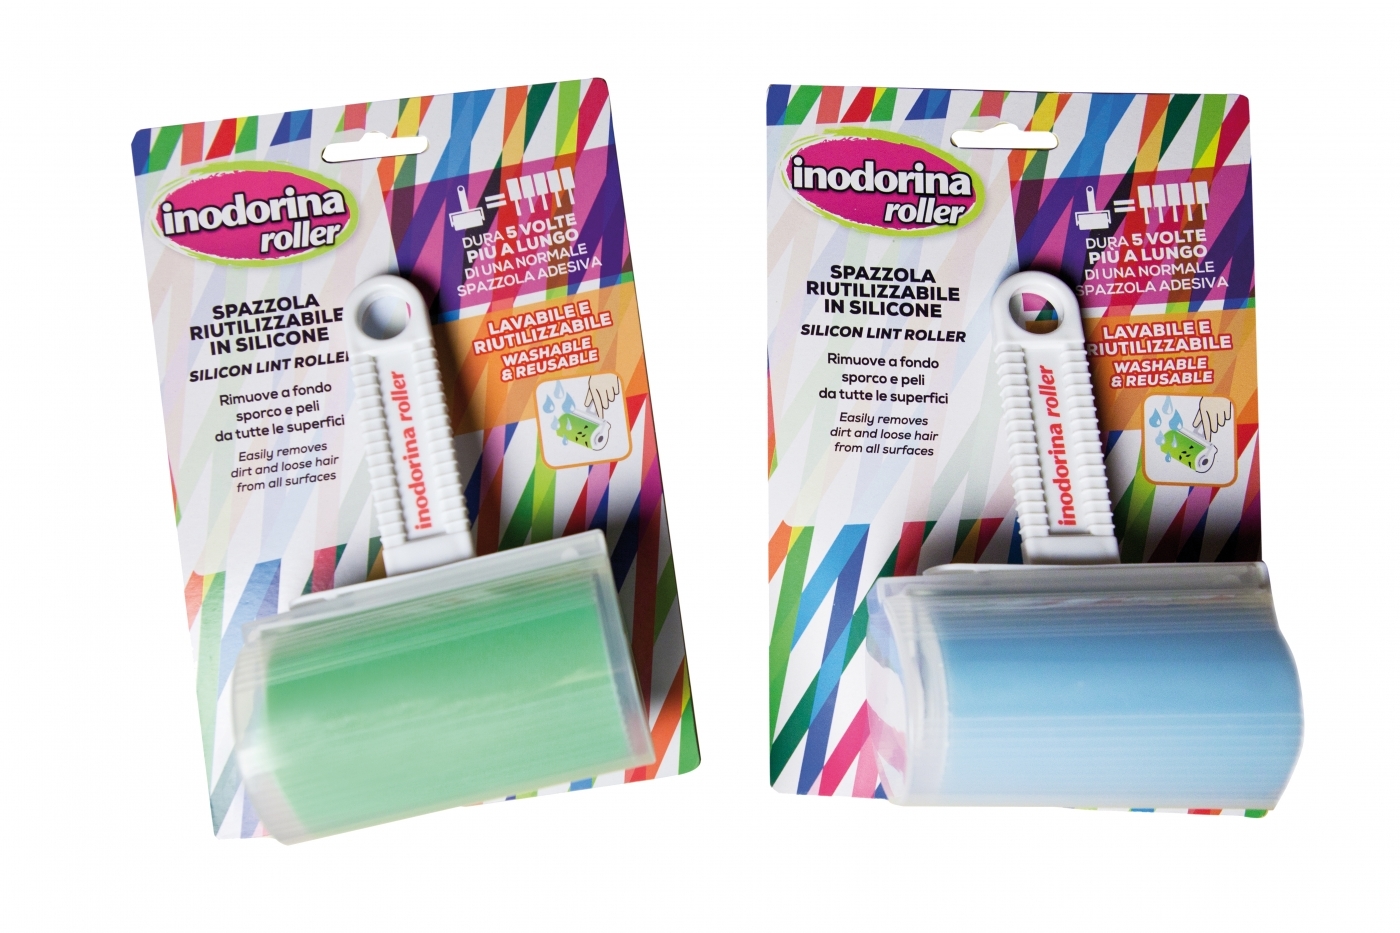 inodorina
roller
DURA 5 VOLTE
PIÙ A LUNGO
DI UNA NORMALE
SPAZZOLA ADESIVA
SPAZZOLA
RIUTILIZZABILE
IN SILICONE
SILICON LINT ROLLER
Rimuove a fondo
sporco e peli
da tutte le superfici
Easily removes
dirt and loose hair
from all surfaces
LAVABILE E
RIUTILIZZABILE
WASHABLE
& REUSABLE
inodorina roller
inodorina
roller
DURA 5 VOLTE
PIÙ A LUNGO
DI UNA NORMALE
SPAZZOLA ADESIVA
SPAZZOLA
RIUTILIZZABILE
IN SILICONE
SILICON LINT ROLLER
Rimuove a fondo
sporco e peli
da tutte le superfici
Easily removes
dirt and loose hair
from all surfaces
LAVABILE E
RIUTILIZZABILE
WASHABLE
& REUSABLE
inodorina roller